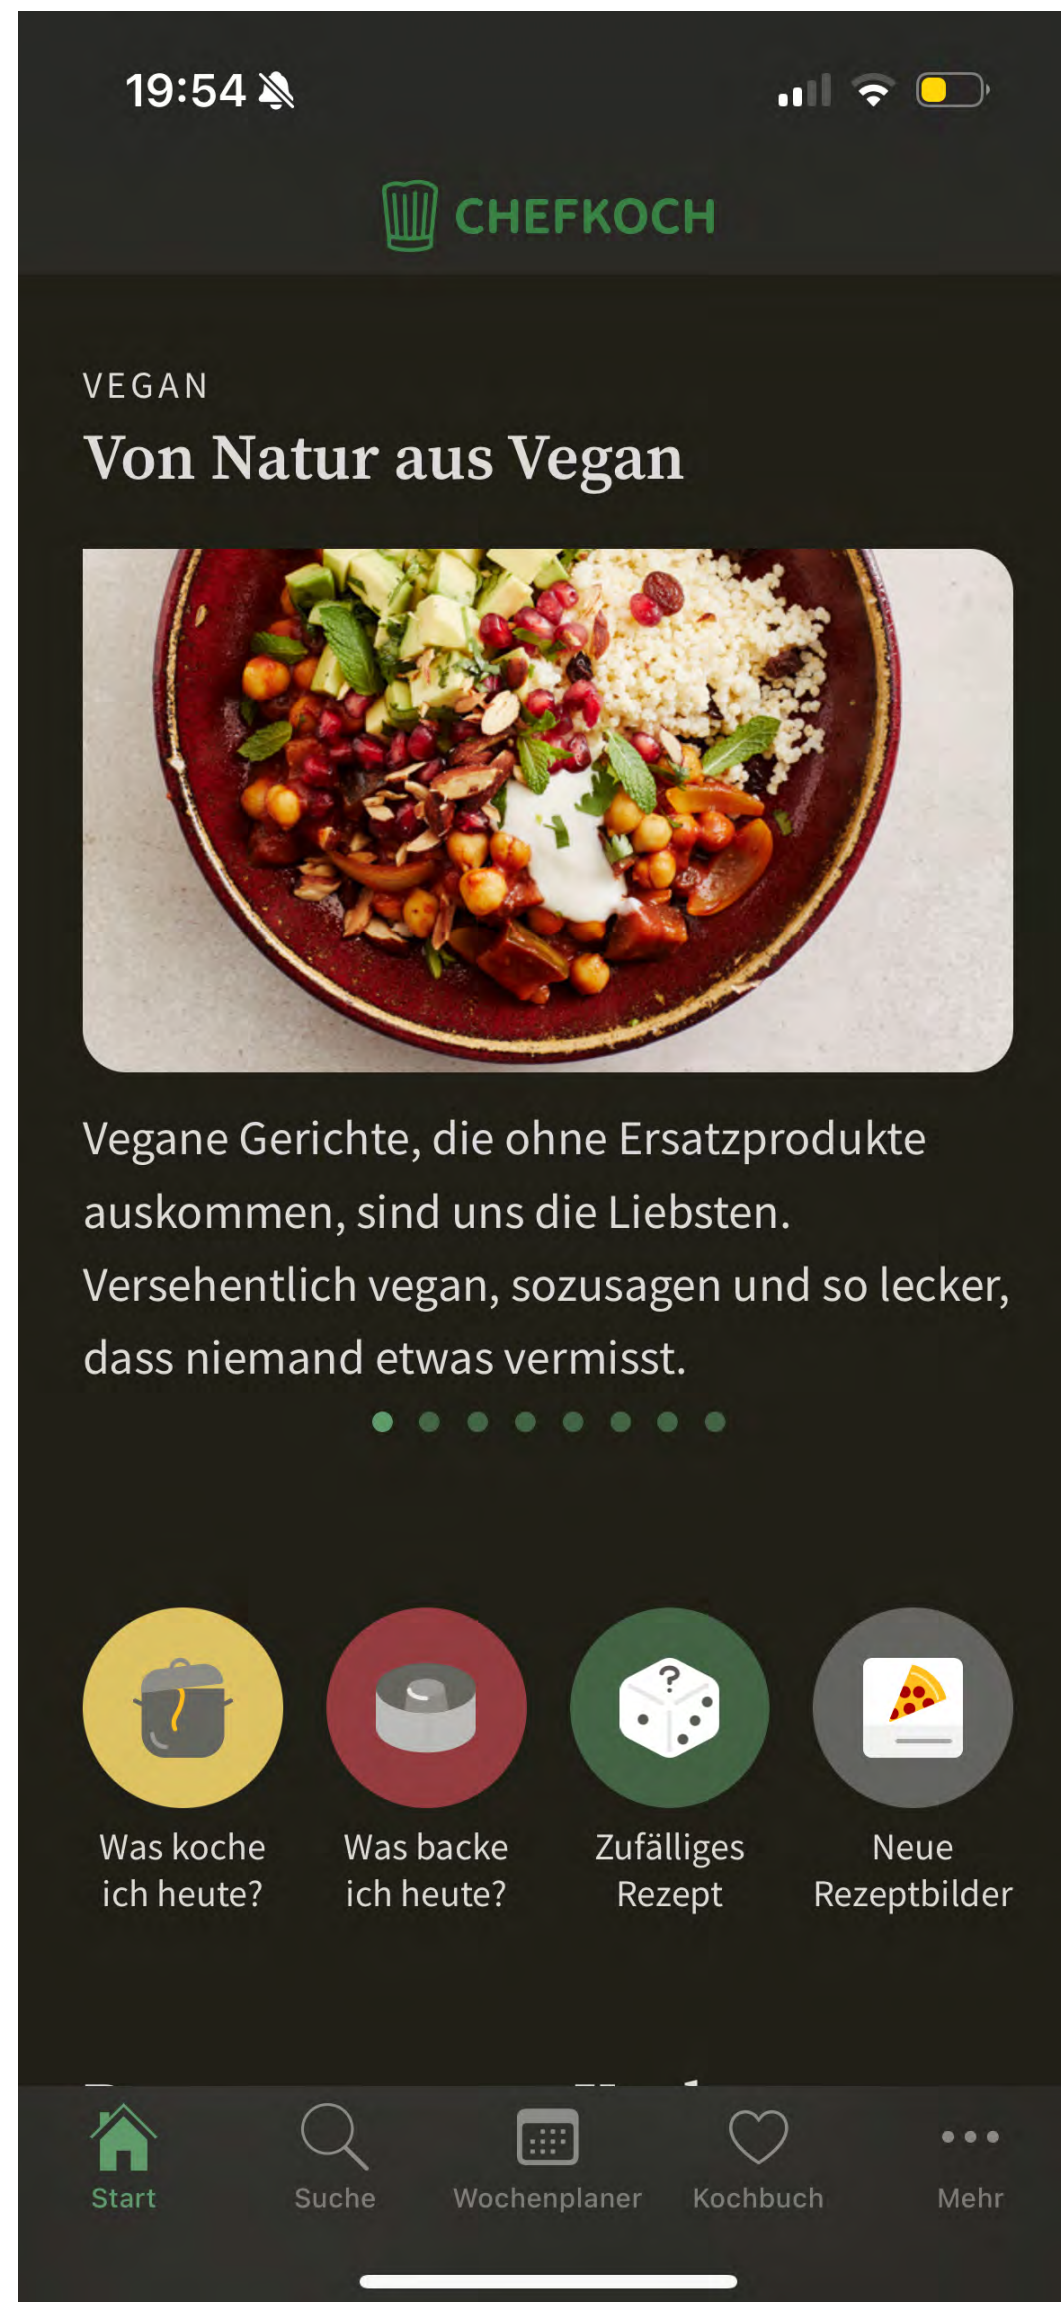 19:54
CHEFKOCH
VEGAN
Von Natur aus Vegan
Vegane Gerichte, die ohne Ersatzprodukte
auskommen, sind uns die Liebsten.
Versehentlich vegan, sozusagen und so lecker,
dass niemand etwas vermisst.
Was koche
ich heute?
Was backe
ich heute?
Zufälliges
Rezept
Neue
Rezeptbilder
Start
Suche
Wochenplaner
Kochbuch
Mehr